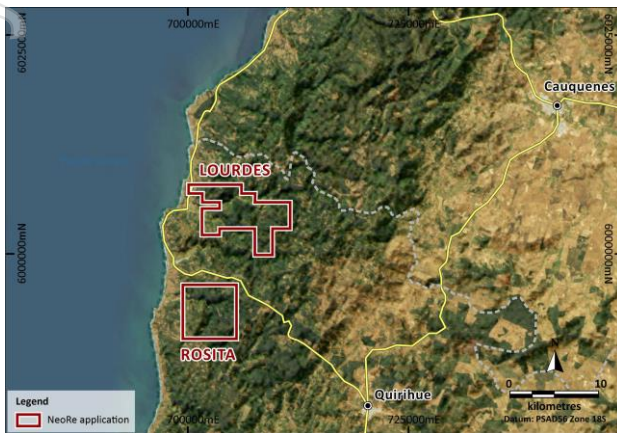 700000mE
725000mE
6025000mN
6025000mN
Cauquenes
LOURDES
6000000mN
6000000mN
ROSITA
Legend
NeoRe application
Quirihue
N
0 10
kilometres
Datum: PSAD56 Zone 18S
700000mE
725000mE